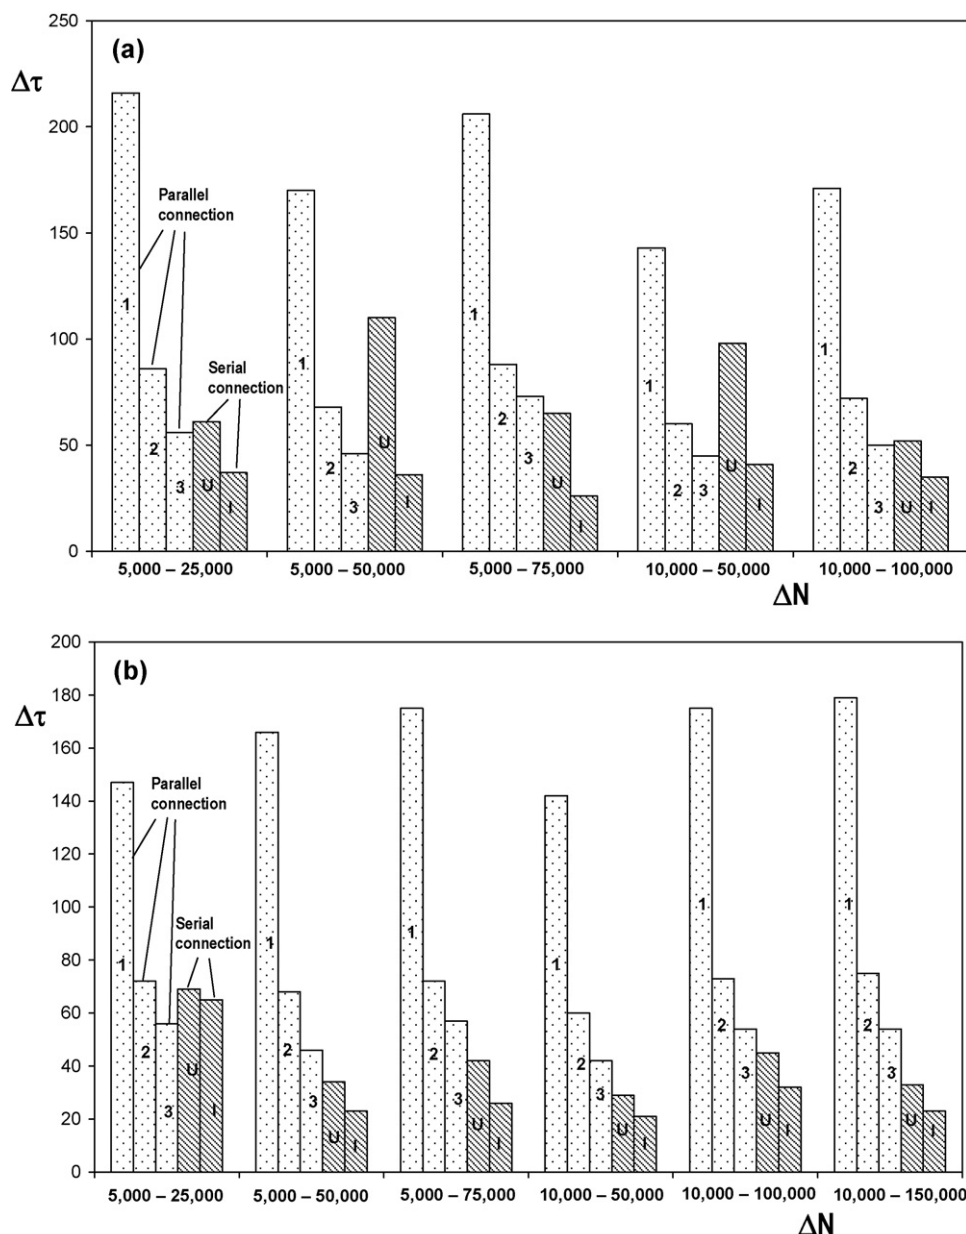 (a)
Δτ
250
200
150
100
50
0
Parallel
connection
Serial
connection
1
2
3
U
I
1
2
3
U
I
1
2
3
U
I
1
2
3
U
I
1
2
3
U
I
5,000 – 25,000
5,000 – 50,000
5,000 – 75,000
10,000 – 50,000
10,000 – 100,000
ΔN
(b)
Δτ
200
180
160
140
120
100
80
60
40
20
0
Parallel
connection
Serial
connection
1
2
3
U
I
1
2
3
U
I
1
2
3
U
I
1
2
3
U
I
1
2
3
U
I
1
2
3
U
I
5,000 – 25,000
5,000 – 50,000
5,000 – 75,000
10,000 – 50,000
10,000 – 100,000
10,000 – 150,000
ΔN